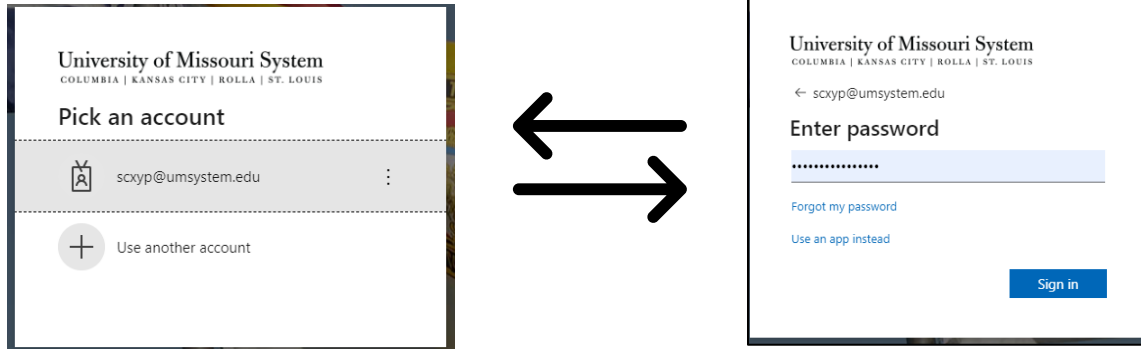 University of Missouri System
COLUMBIA | KANSAS CITY | ROLLA | ST. LOUIS
Pick an account
scxyp@umsystem.edu
Use another account
University of Missouri System
COLUMBIA | KANSAS CITY | ROLLA | ST. LOUIS
← scxyp@umsystem.edu
Enter password
••••••••••••••••
Forgot my password
Use an app instead
Sign in